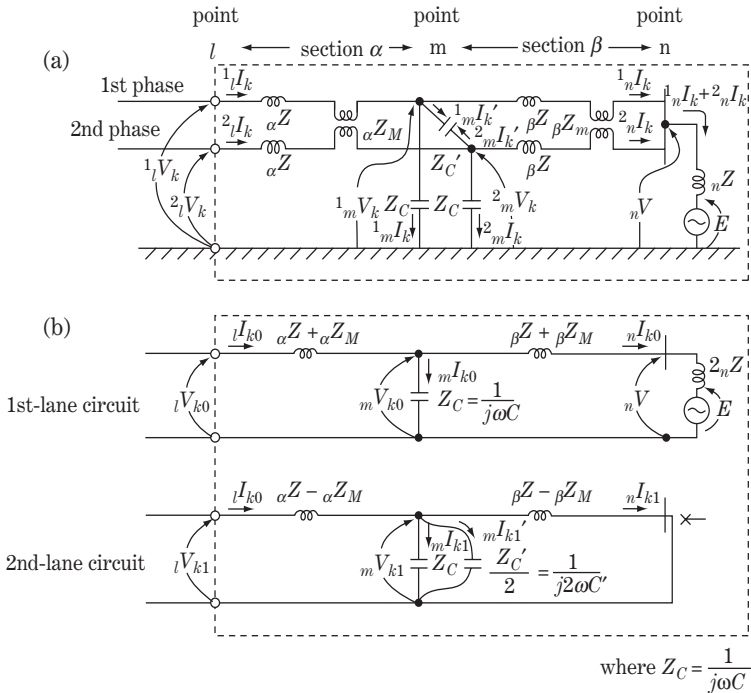 point point point
l section α m section β n
(a)
1st phase
2nd phase
¹ₗIₖ
²ₗIₖ
αZ
αZ
αZ_M
¹ₘIₖ′
²ₘIₖ′
Z_C′
βZ
βZ
βZₘ
¹ₙIₖ
²ₙIₖ
¹ₙIₖ + ²ₙIₖ
¹ₗVₖ
²ₗVₖ
¹ₘVₖ
Z_C
Z_C
²ₘVₖ
¹ₘIₖ
²ₘIₖ
ₙV
ₙZ
E
(b)
1st-lane circuit
ₗIₖ₀
αZ + αZ_M
βZ + βZ_M
ₙIₖ₀
ₗVₖ₀
ₘVₖ₀
ₘIₖ₀
Z_C = 1/jωC
ₙV
2ₙZ
E
2nd-lane circuit
ₗIₖ₀
αZ − αZ_M
βZ − βZ_M
ₙIₖ₁
ₗVₖ₁
ₘVₖ₁
ₘIₖ₁
ₘIₖ₁′
Z_C
Z_C′/2 = 1/j2ωC′
where Z_C = 1/jωC